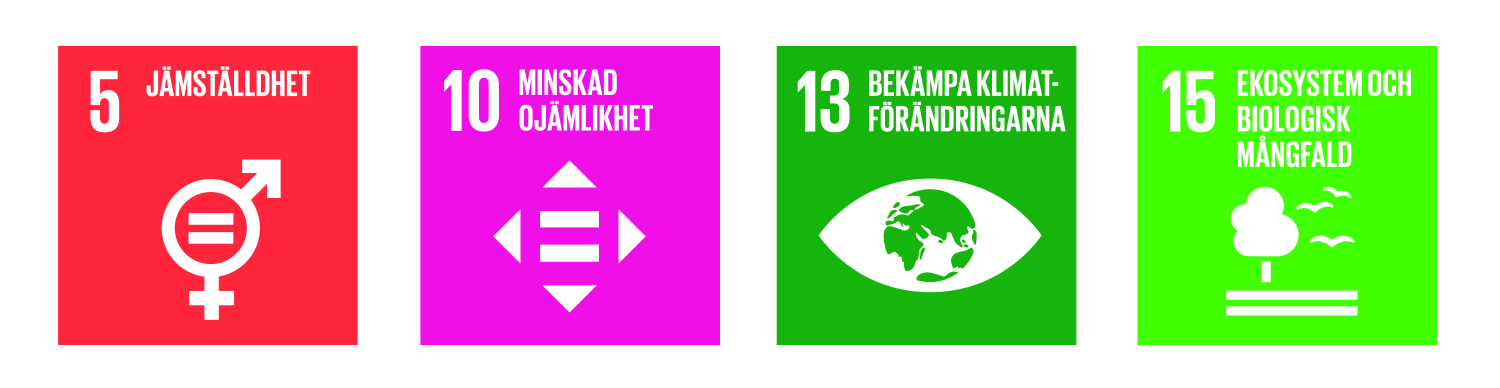 5 JÄMSTÄLLDHET
10 MINSKAD
OJÄMLIKHET
13 BEKÄMPA KLIMAT-
FÖRÄNDRINGARNA
15 EKOSYSTEM OCH
BIOLOGISK
MÅNGFALD